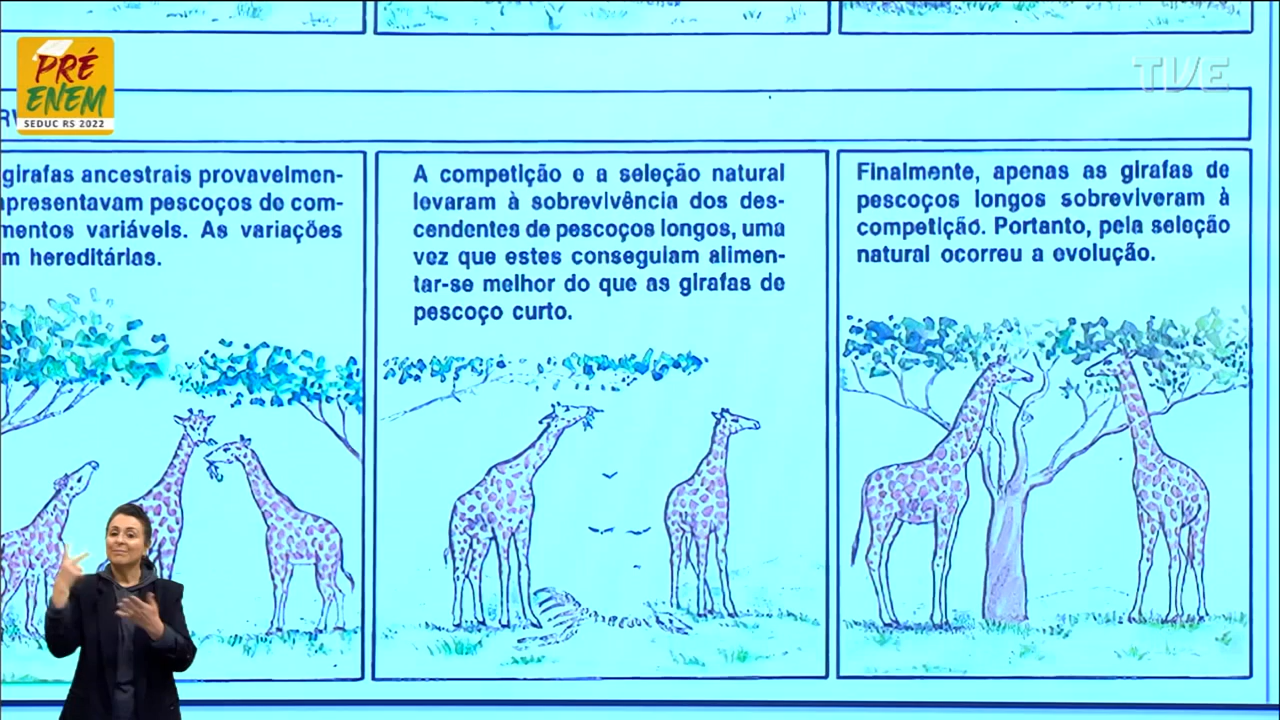 PRÉ
ENEM
SEDUC RS 2022
TVE
girafas ancestrais provavelmen-
apresentavam pescoços de com-
mentos variáveis. As variações
m hereditárias.
A competição e a seleção natural
levaram à sobrevivência dos des-
cendentes de pescoços longos, uma
vez que estes conseguiam alimen-
tar-se melhor do que as girafas de
pescoço curto.
Finalmente, apenas as girafas de
pescoços longos sobreviveram à
competição. Portanto, pela seleção
natural ocorreu a evolução.